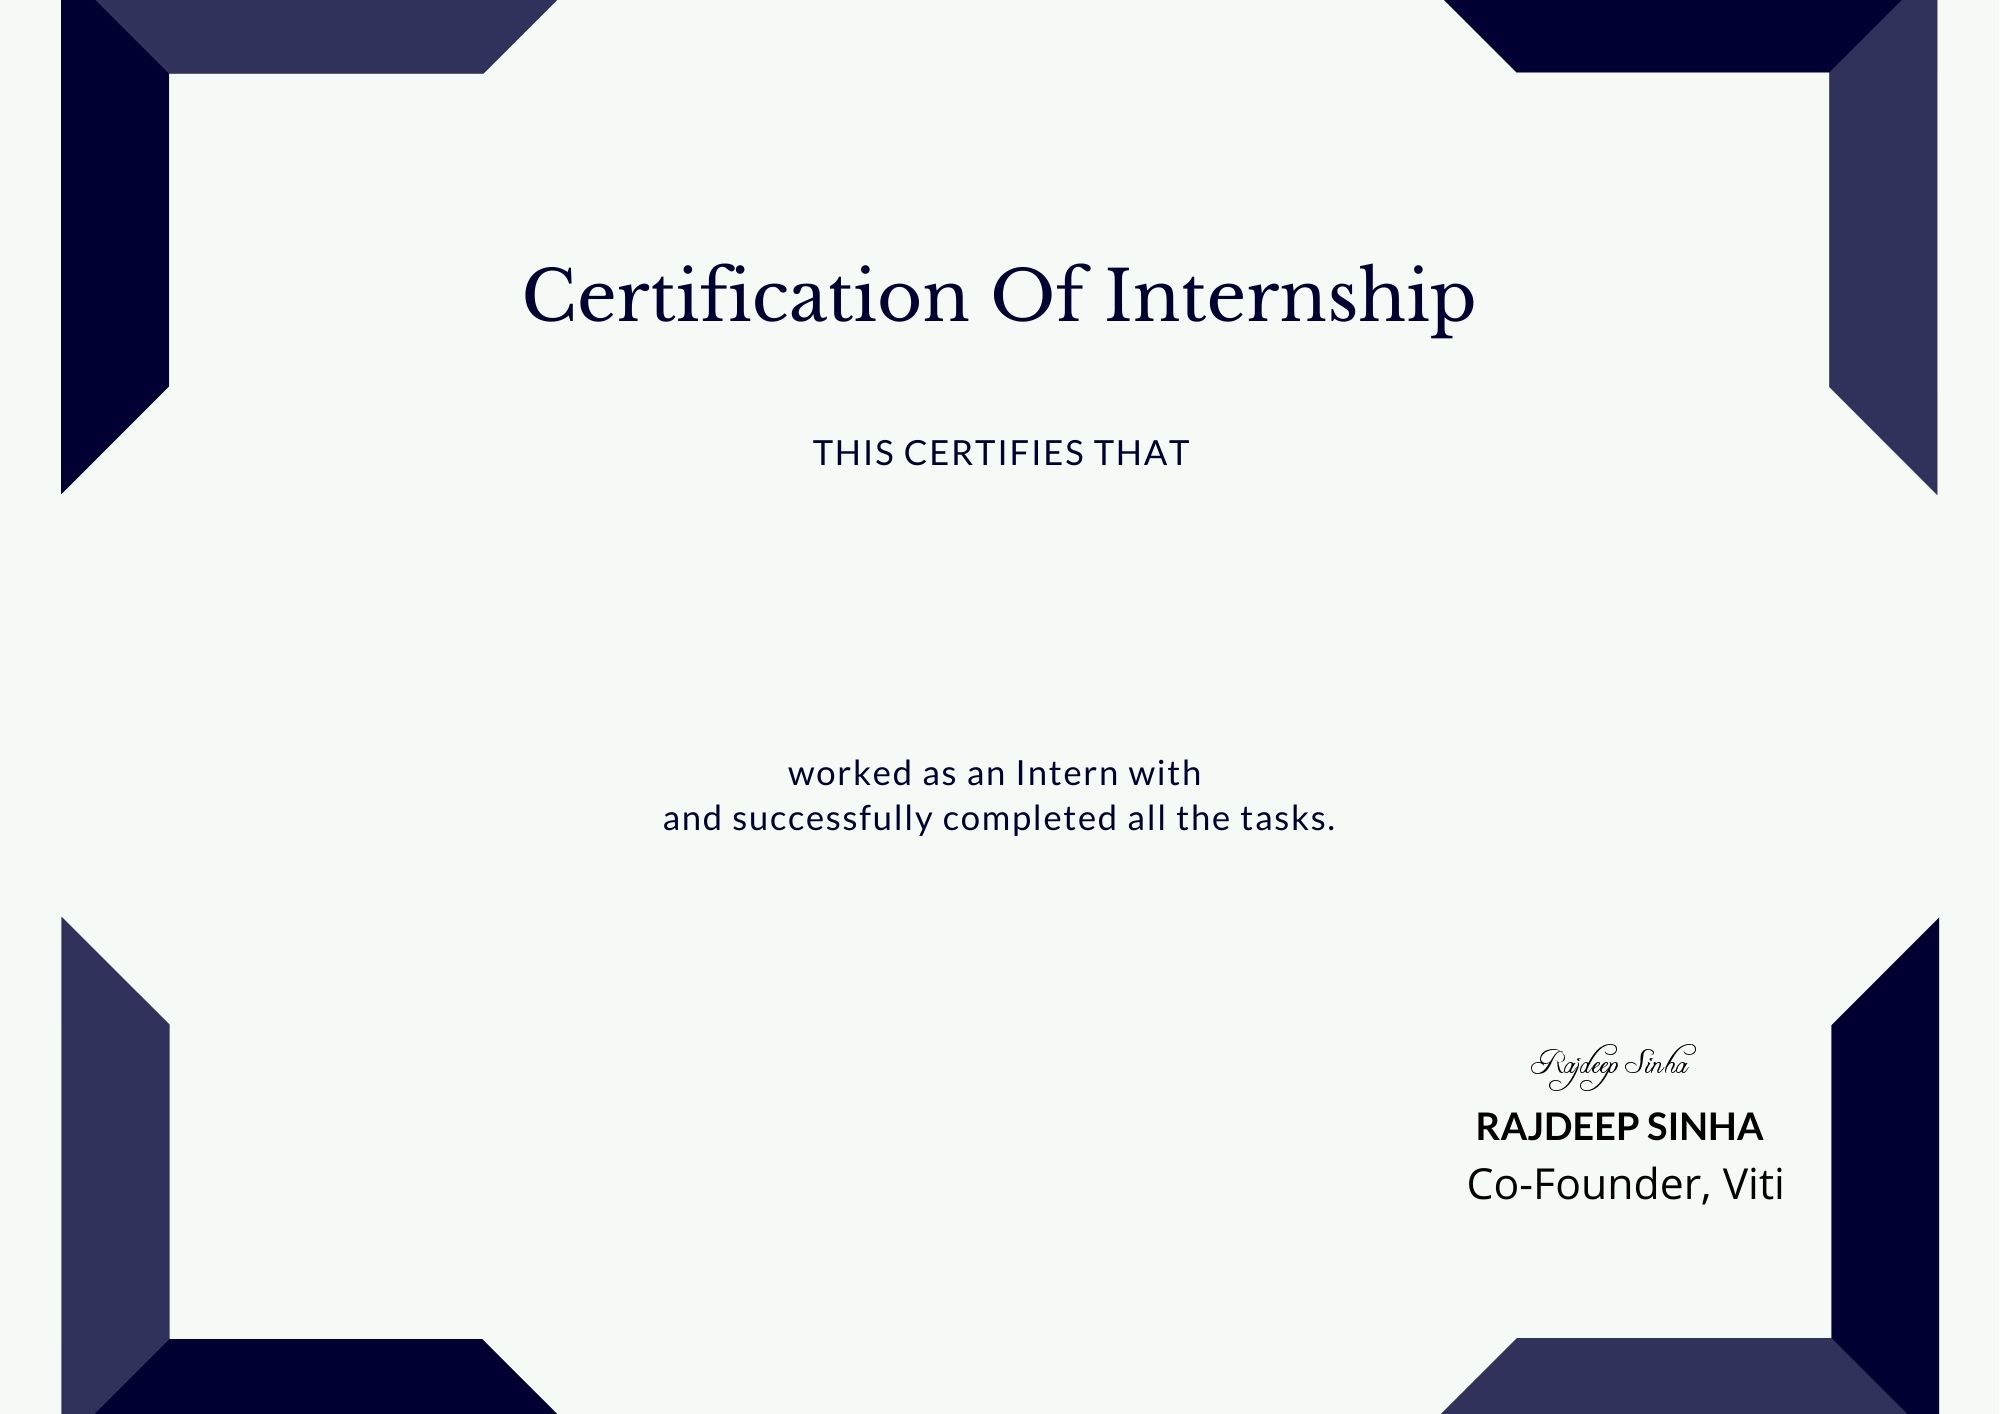 Certification Of Internship
THIS CERTIFIES THAT
worked as an Intern with
and successfully completed all the tasks.
Rajdeep Sinha
RAJDEEP SINHA
Co-Founder, Viti